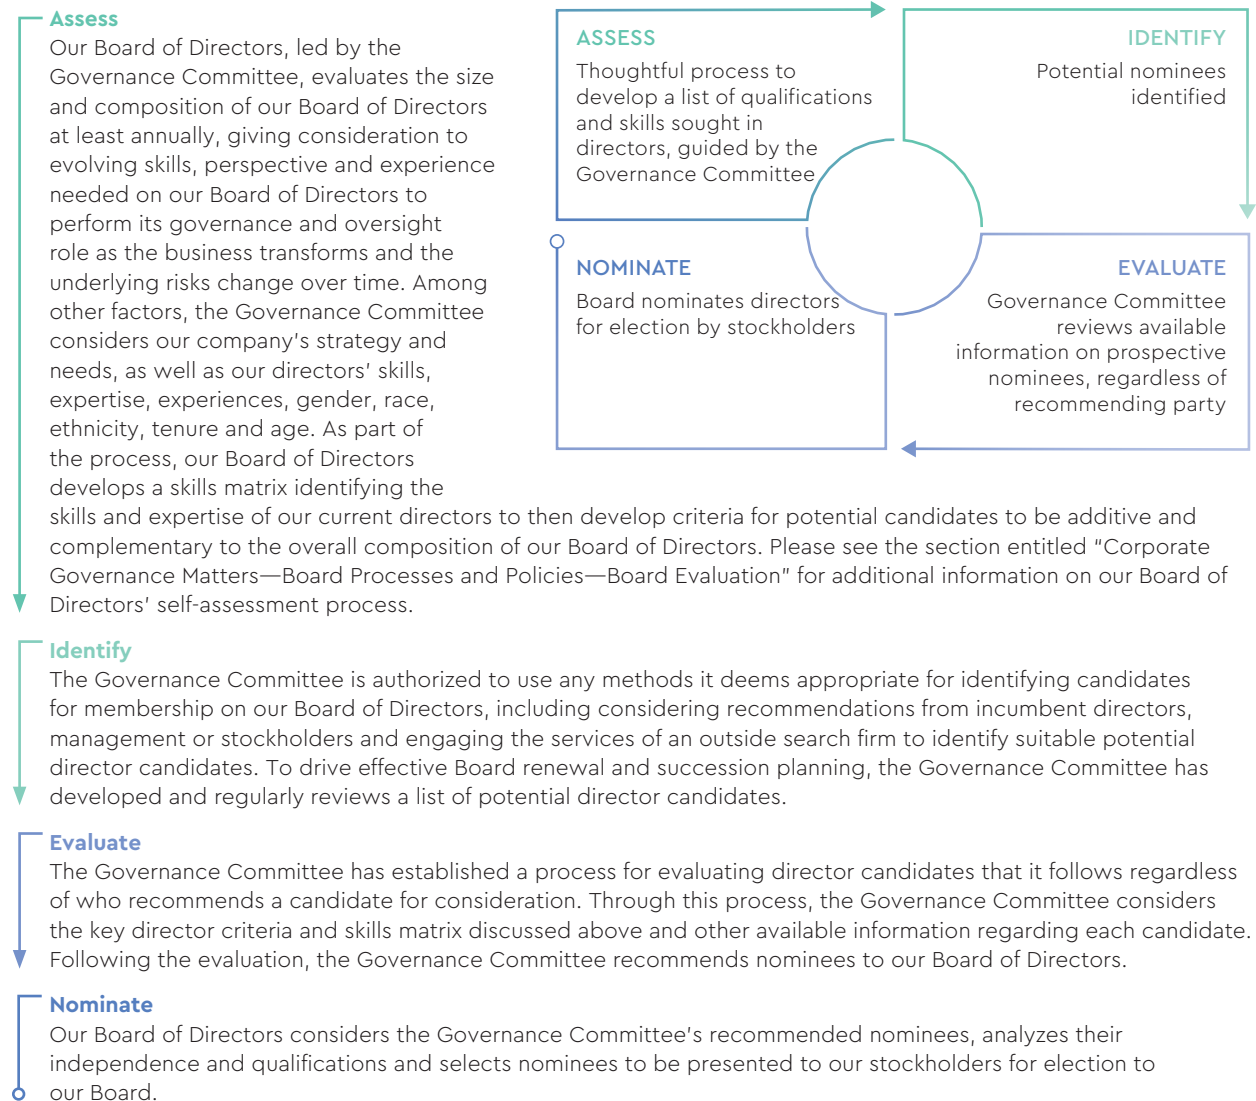 Assess
Our Board of Directors, led by the
Governance Committee, evaluates the size
and composition of our Board of Directors
at least annually, giving consideration to
evolving skills, perspective and experience
needed on our Board of Directors to
perform its governance and oversight
role as the business transforms and the
underlying risks change over time. Among
other factors, the Governance Committee
considers our company’s strategy and
needs, as well as our directors’ skills,
expertise, experiences, gender, race,
ethnicity, tenure and age. As part of
the process, our Board of Directors
develops a skills matrix identifying the
skills and expertise of our current directors to then develop criteria for potential candidates to be additive and
complementary to the overall composition of our Board of Directors. Please see the section entitled “Corporate
Governance Matters—Board Processes and Policies—Board Evaluation” for additional information on our Board of
Directors’ self-assessment process.
ASSESS
Thoughtful process to
develop a list of qualifications
and skills sought in
directors, guided by the
Governance Committee
IDENTIFY
Potential nominees
identified
NOMINATE
Board nominates directors
for election by stockholders
EVALUATE
Governance Committee
reviews available
information on prospective
nominees, regardless of
recommending party
Identify
The Governance Committee is authorized to use any methods it deems appropriate for identifying candidates
for membership on our Board of Directors, including considering recommendations from incumbent directors,
management or stockholders and engaging the services of an outside search firm to identify suitable potential
director candidates. To drive effective Board renewal and succession planning, the Governance Committee has
developed and regularly reviews a list of potential director candidates.
Evaluate
The Governance Committee has established a process for evaluating director candidates that it follows regardless
of who recommends a candidate for consideration. Through this process, the Governance Committee considers
the key director criteria and skills matrix discussed above and other available information regarding each candidate.
Following the evaluation, the Governance Committee recommends nominees to our Board of Directors.
Nominate
Our Board of Directors considers the Governance Committee’s recommended nominees, analyzes their
independence and qualifications and selects nominees to be presented to our stockholders for election to
our Board.